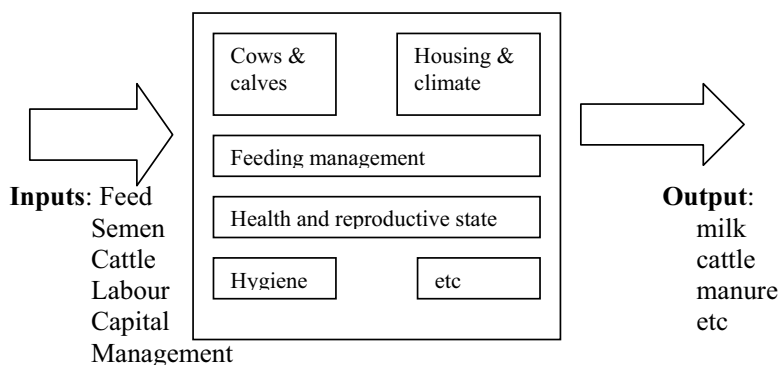 Cows &
calves
Housing &
climate
Feeding management
Health and reproductive state
Hygiene
etc
Inputs: Feed
Semen
Cattle
Labour
Capital
Management
Output:
milk
cattle
manure
etc